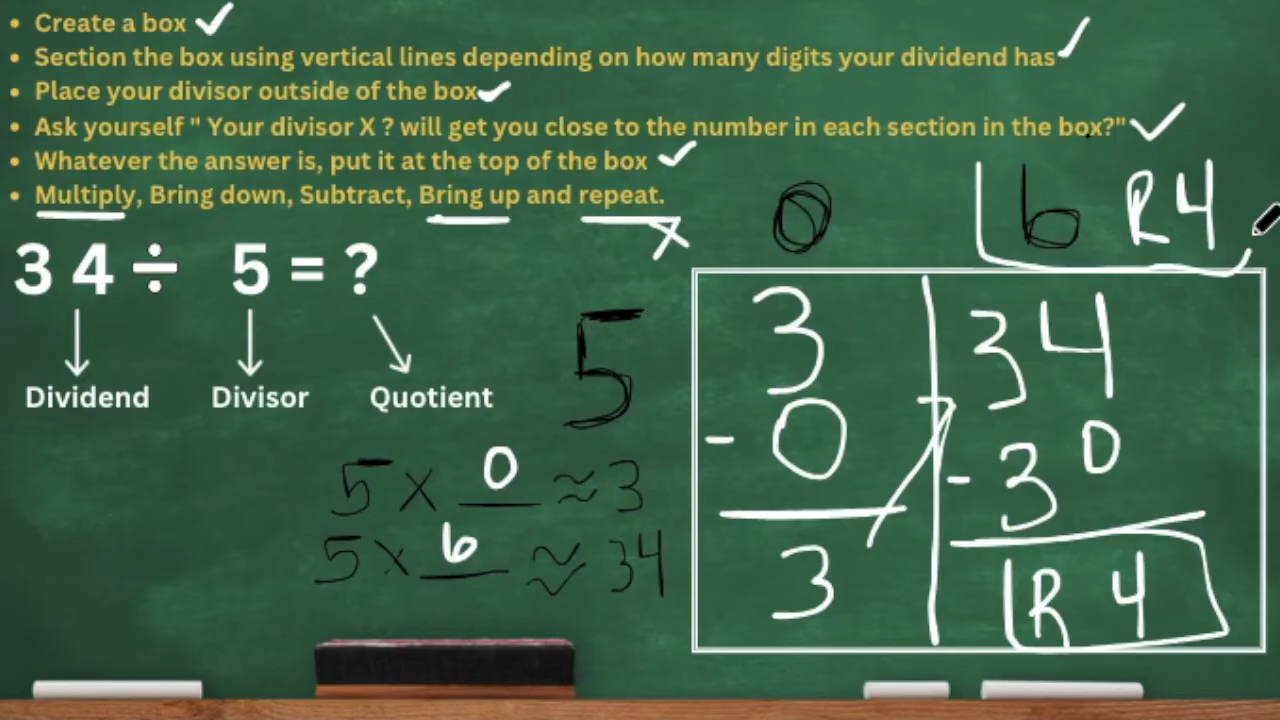 • Create a box
• Section the box using vertical lines depending on how many digits your dividend has
• Place your divisor outside of the box
• Ask yourself " Your divisor X ? will get you close to the number in each section in the box?"
• Whatever the answer is, put it at the top of the box
• Multiply, Bring down, Subtract, Bring up and repeat.
x 0 6 R4
34 ÷ 5 = ?
Dividend Divisor Quotient
5
3 34
- 0 - 30
3 R 4
5 x 0 ≈ 3
5 x 6 ≈ 34